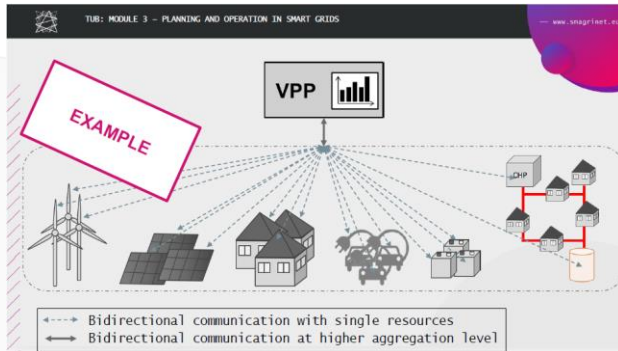 TUB: MODULE 3 – PLANNING AND OPERATION IN SMART GRIDS
— www.smagrinet.eu
VPP
EXAMPLE
CHP
Bidirectional communication with single resources
Bidirectional communication at higher aggregation level